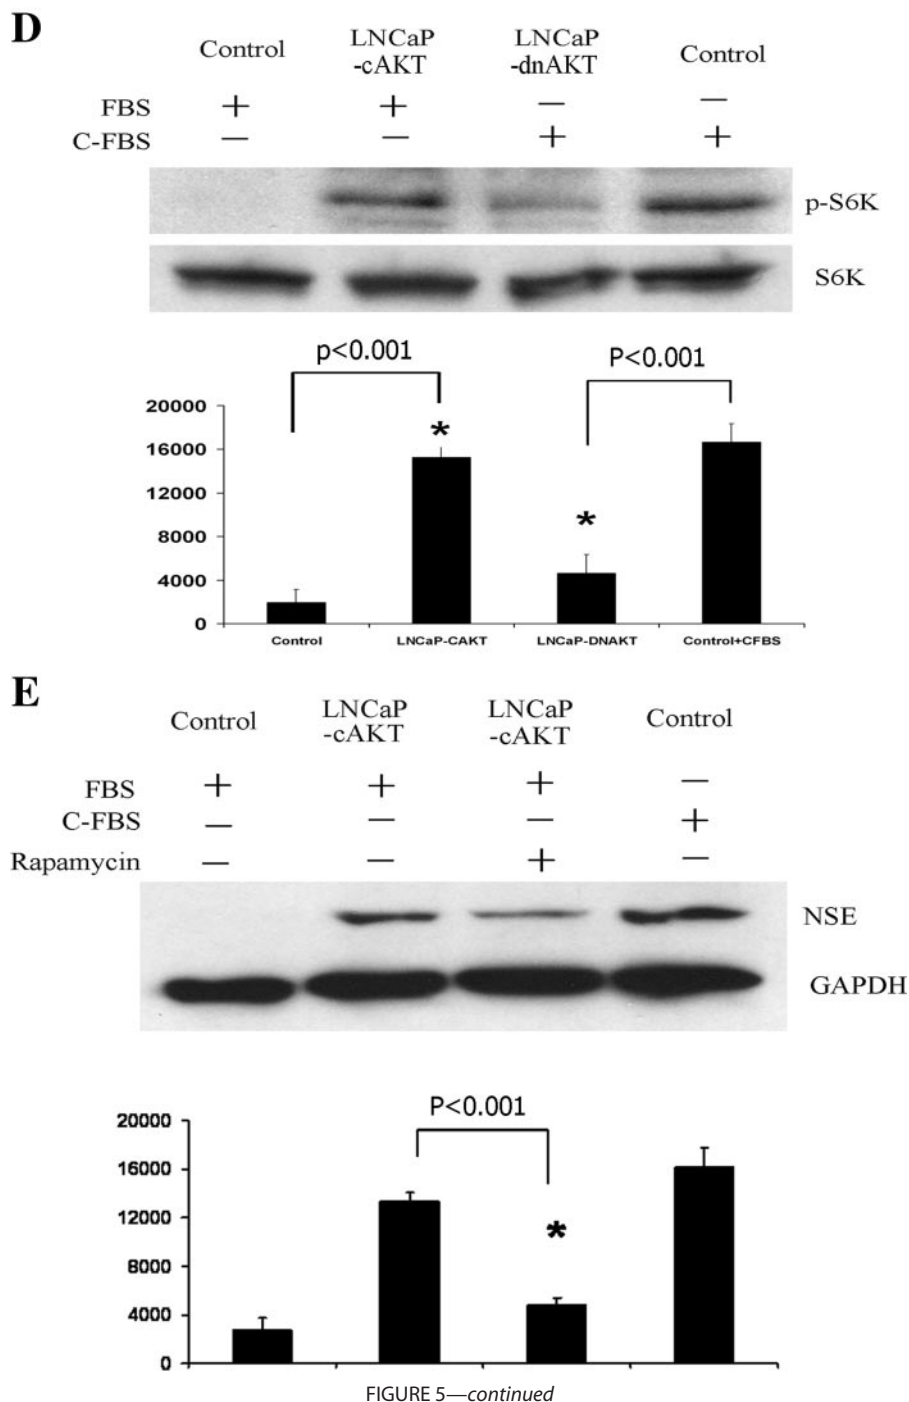 D
Control LNCaP -cAKT LNCaP -dnAKT Control
FBS + + — —
C-FBS — — + +
p-S6K
S6K
p<0.001 P<0.001
20000
16000
*
12000
*
8000
4000
0
Control LNCaP-CAKT LNCaP-DNAKT Control+CFBS
E
Control LNCaP -cAKT LNCaP -cAKT Control
FBS + + + —
C-FBS — — — +
Rapamycin — — + —
NSE
GAPDH
P<0.001
20000
16000
12000
*
8000
4000
0
FIGURE 5—continued